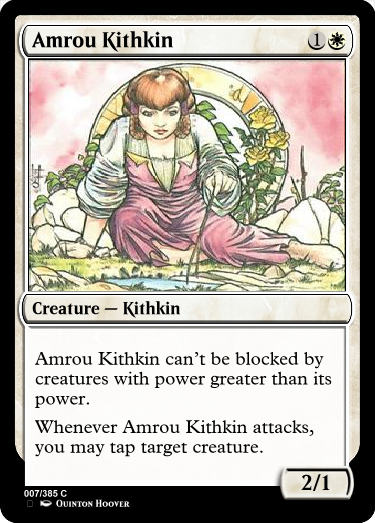 Amrou Kithkin 1
Creature — Kithkin
Amrou Kithkin can't be blocked by
creatures with power greater than its
power.
Whenever Amrou Kithkin attacks,
you may tap target creature.
2/1
007/385 C
Quinton Hoover